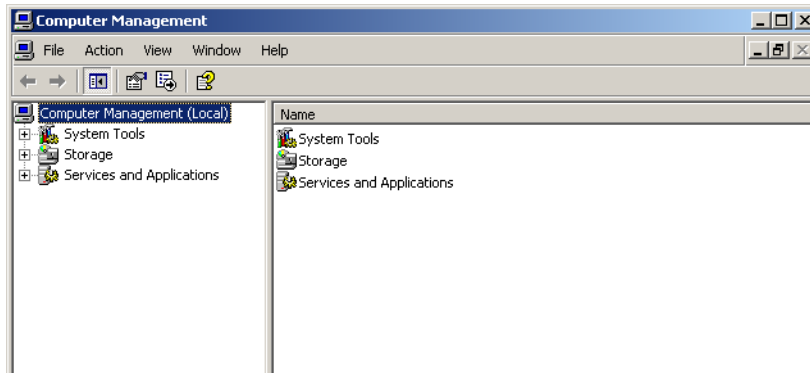 Computer Management
File Action View Window Help
Computer Management (Local)
System Tools
Storage
Services and Applications
Name
System Tools
Storage
Services and Applications